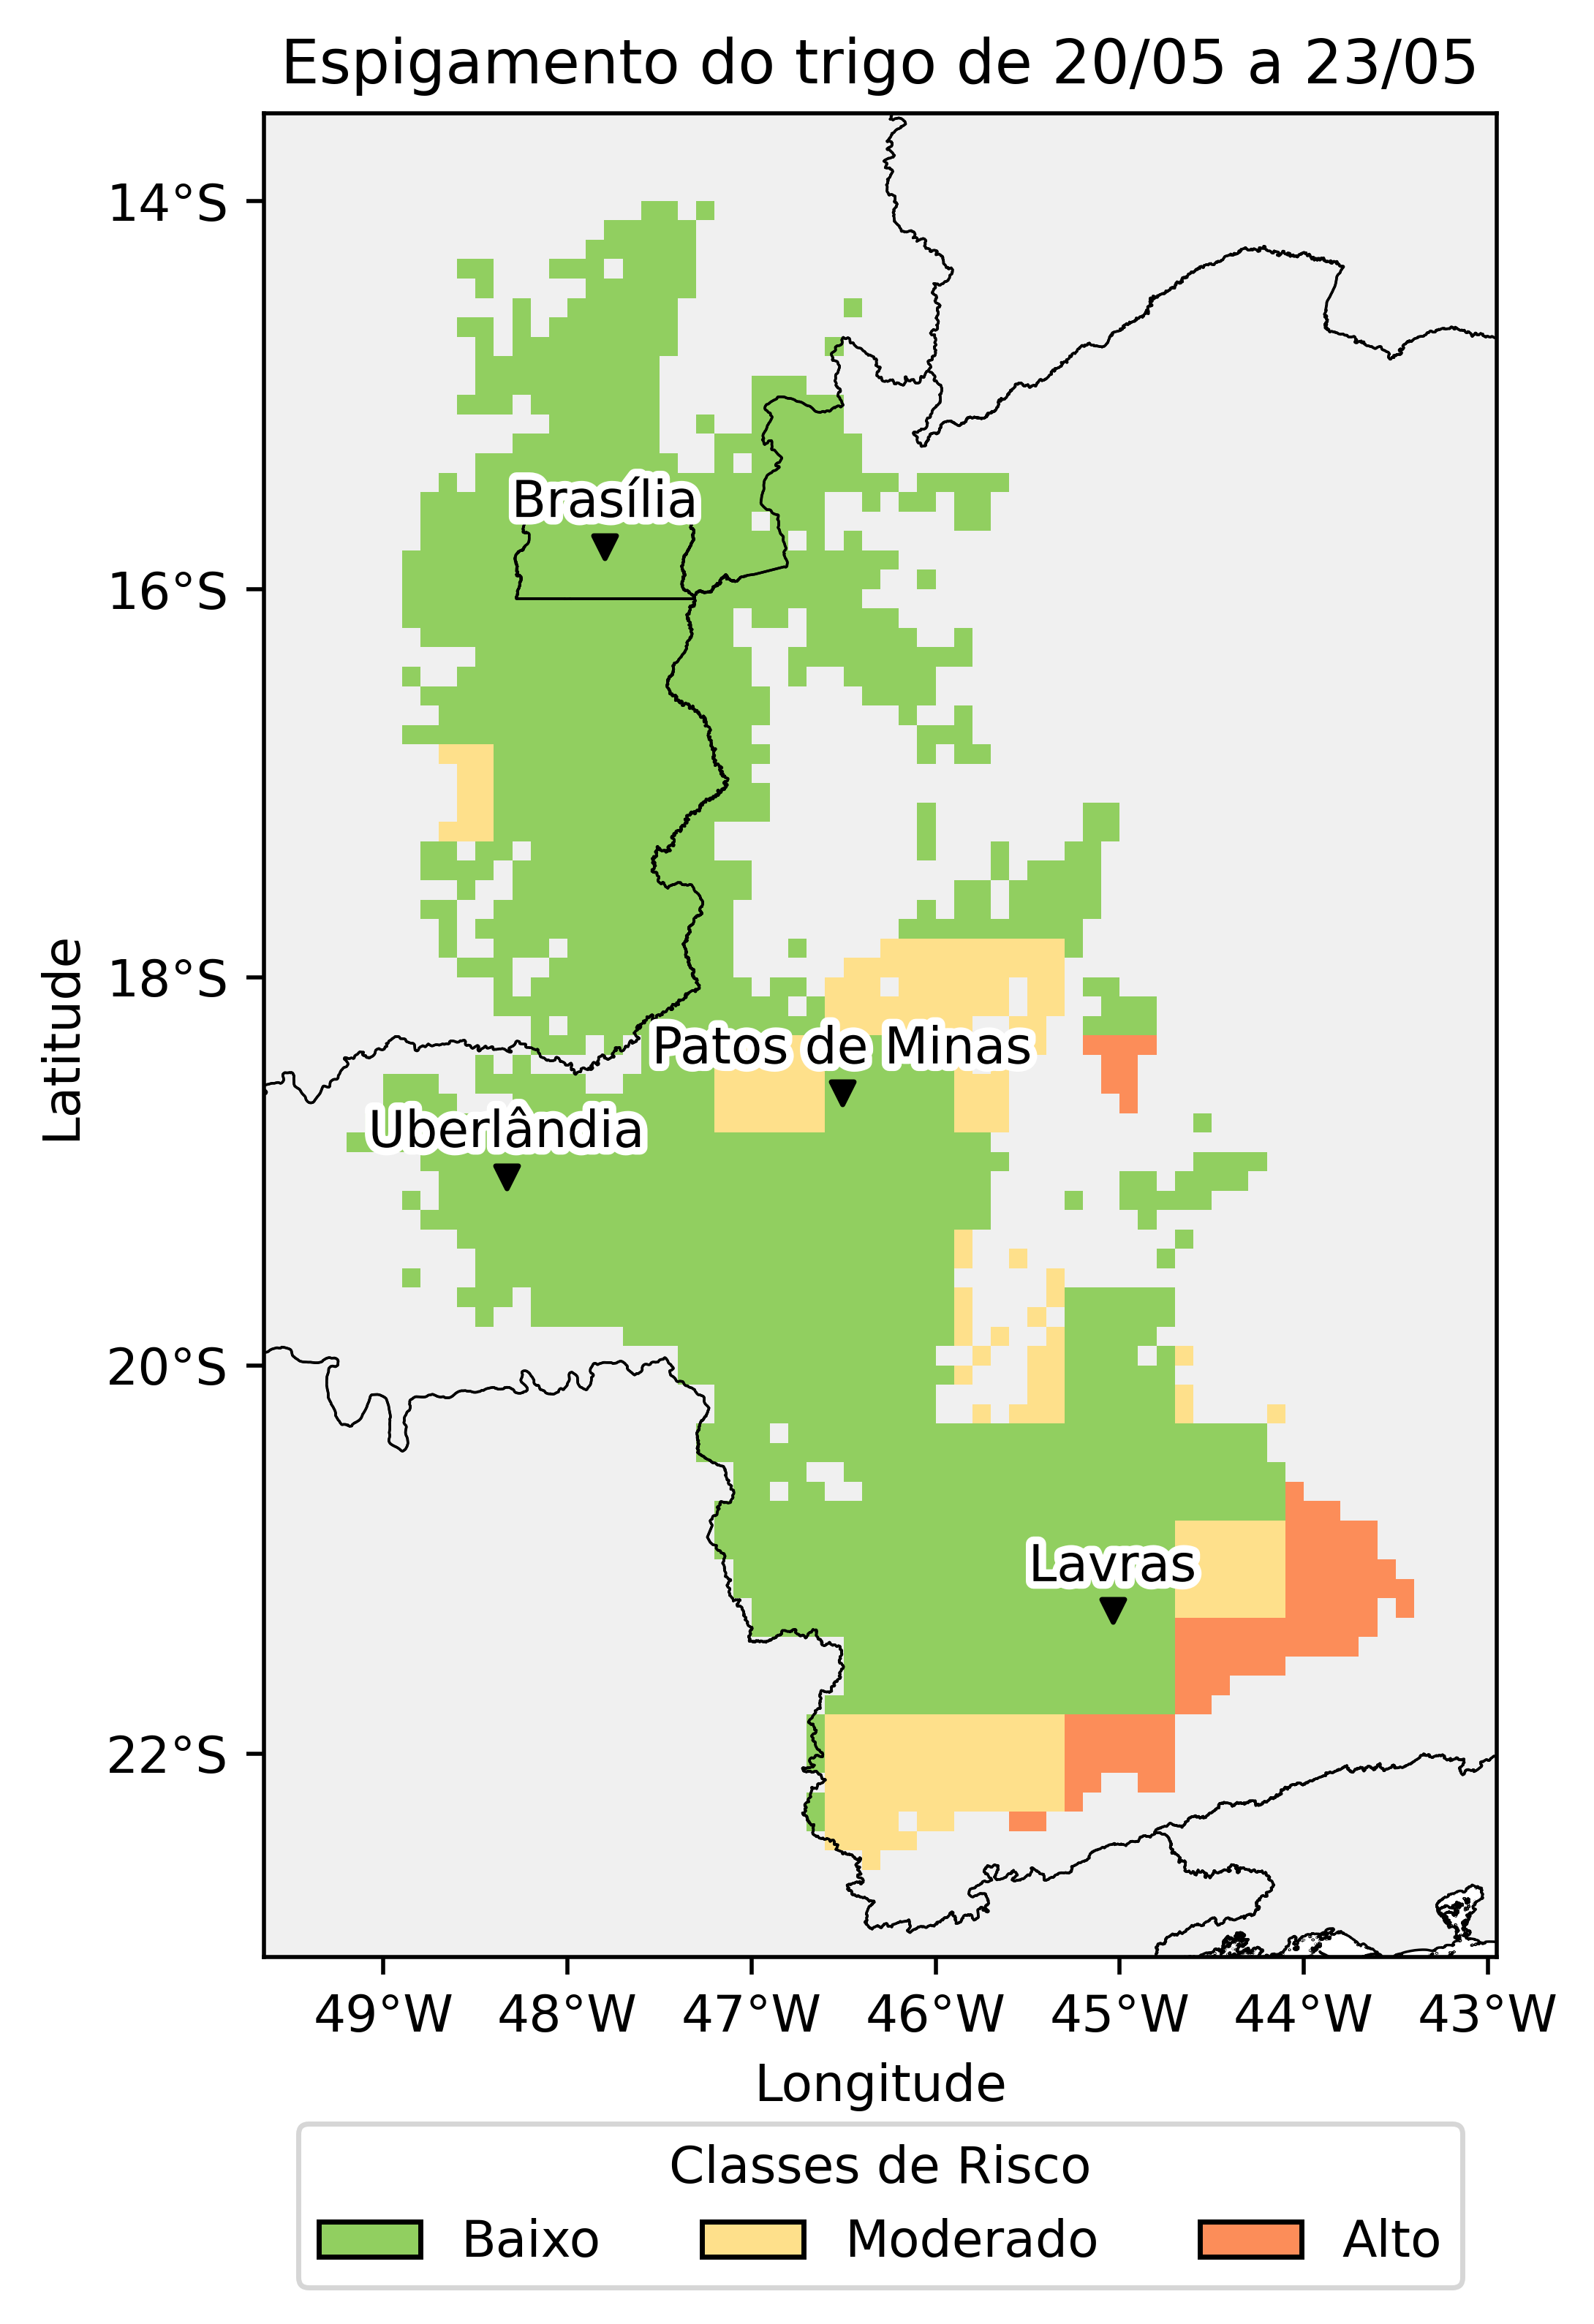 Espigamento do trigo de 20/05 a 23/05
14°S
Brasília
16°S
Latitude
18°S
Patos de Minas
Uberlândia
20°S
Lavras
22°S
49°W 48°W 47°W 46°W 45°W 44°W 43°W
Longitude
Classes de Risco
Baixo Moderado Alto